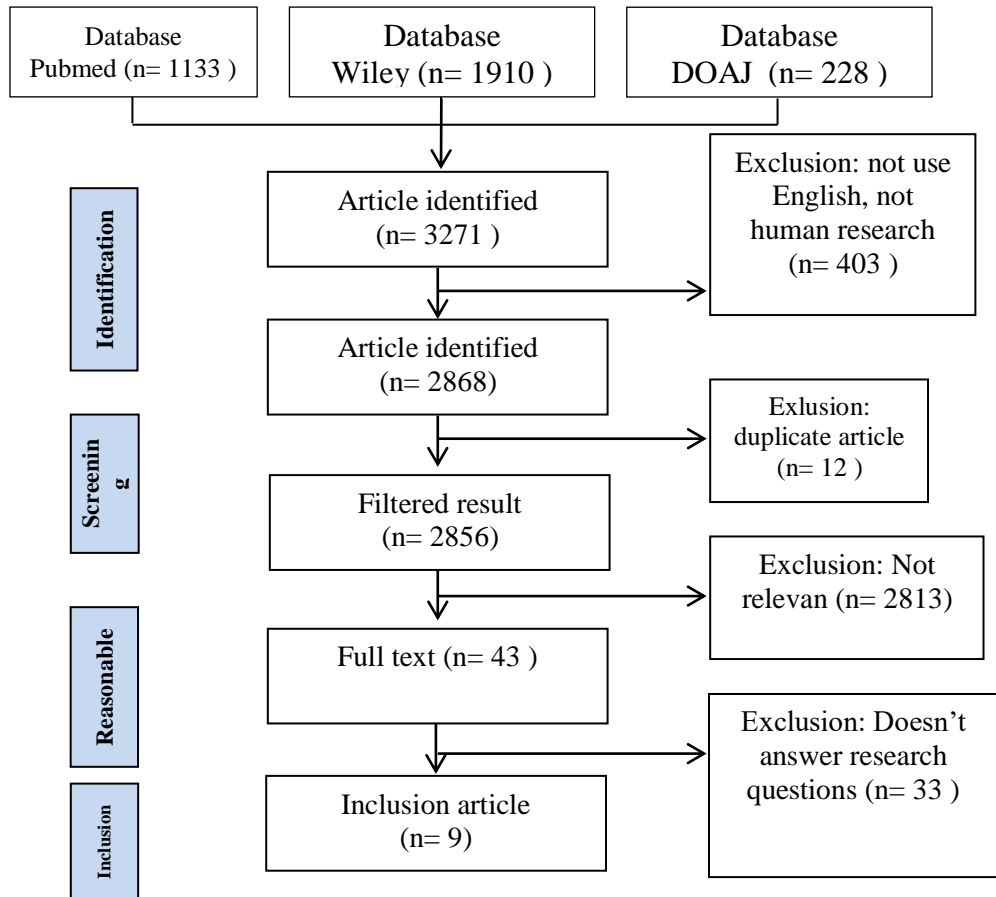 Database
Pubmed (n= 1133 )
Database
Wiley (n= 1910 )
Database
DOAJ (n= 228 )
Identification
Article identified
(n= 3271 )
Exclusion: not use
English, not
human research
(n= 403 )
Article identified
(n= 2868)
Screenin
g
Exlusion:
duplicate article
(n= 12 )
Filtered result
(n= 2856)
Exclusion: Not
relevan (n= 2813)
Reasonable
Full text (n= 43 )
Exclusion: Doesn’t
answer research
questions (n= 33 )
Inclusion
Inclusion article
(n= 9)